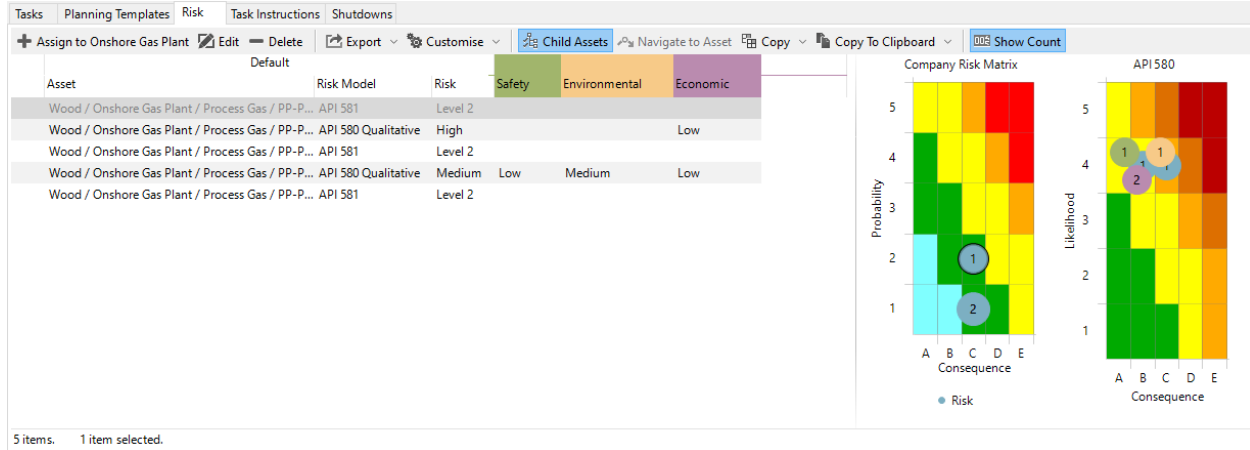 Tasks Planning Templates Risk Task Instructions Shutdowns
Assign to Onshore Gas Plant Edit Delete Export Customise Child Assets Navigate to Asset Copy Copy To Clipboard Show Count
Default
Asset Risk Model Risk Safety Environmental Economic
Wood / Onshore Gas Plant / Process Gas / PP-P... API 581 Level 2
Wood / Onshore Gas Plant / Process Gas / PP-P... API 580 Qualitative High Low
Wood / Onshore Gas Plant / Process Gas / PP-P... API 581 Level 2
Wood / Onshore Gas Plant / Process Gas / PP-P... API 580 Qualitative Medium Low Medium Low
Wood / Onshore Gas Plant / Process Gas / PP-P... API 581 Level 2
Company Risk Matrix
Probability
5
4
3
2 1
1 2
A B C D E
Consequence
Risk
API 580
Likelihood
5
4 1 1 1 1 2
3
2
1
A B C D E
Consequence
5 items. 1 item selected.